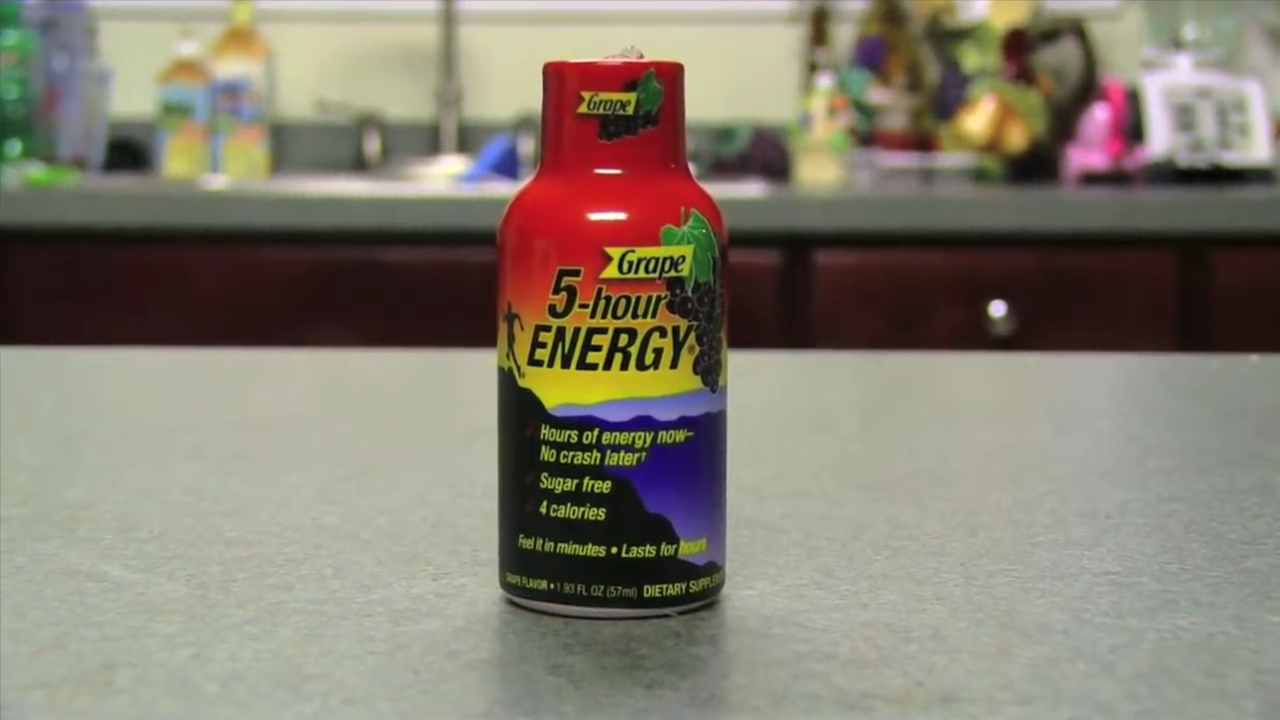 Grape
Grape
5-hour
ENERGY®
Hours of energy now–
No crash later†
Sugar free
4 calories
Feel it in minutes • Lasts for hours
GRAPE FLAVOR • 1.93 FL OZ (57ml) DIETARY